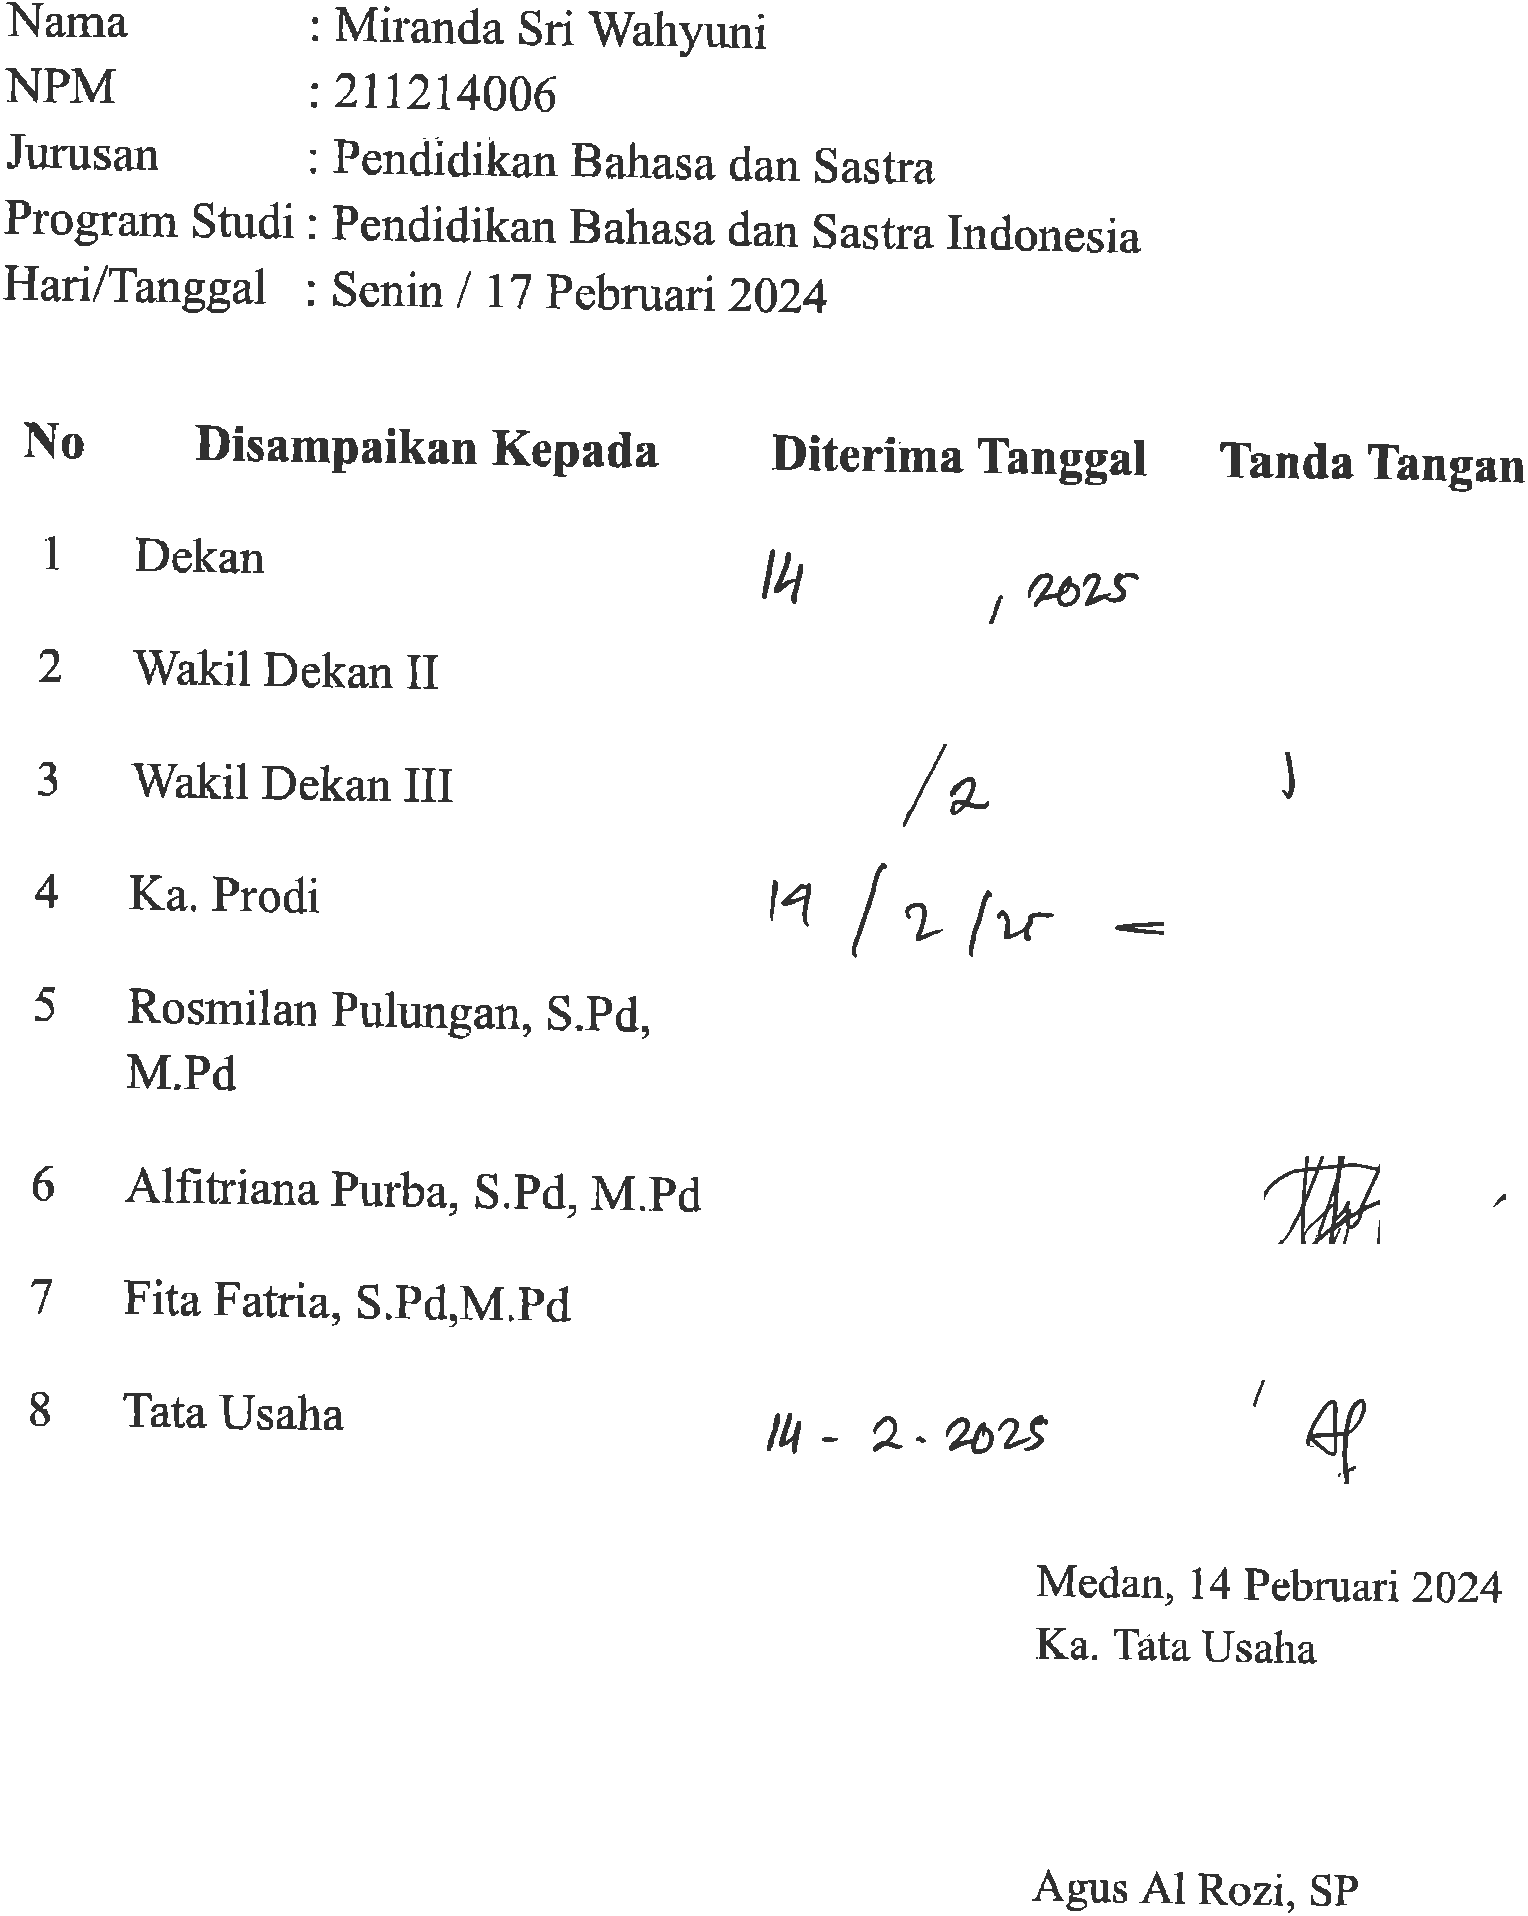 Nama : Miranda Sri Wahyuni
NPM : 211214006
Jurusan : Pendidikan Bahasa dan Sastra
Program Studi : Pendidikan Bahasa dan Sastra Indonesia
Hari/Tanggal : Senin / 17 Pebruari 2024
No Disampaikan Kepada Diterima Tanggal Tanda Tangan
1 Dekan 14 , 2025
2 Wakil Dekan II
3 Wakil Dekan III /2
4 Ka. Prodi 14 / 2 / 25
5 Rosmilan Pulungan, S.Pd,
M.Pd
6 Alfitriana Purba, S.Pd, M.Pd
7 Fita Fatria, S.Pd,M.Pd
8 Tata Usaha 14 - 2 - 2025
Medan, 14 Pebruari 2024
Ka. Tata Usaha
Agus Al Rozi, SP